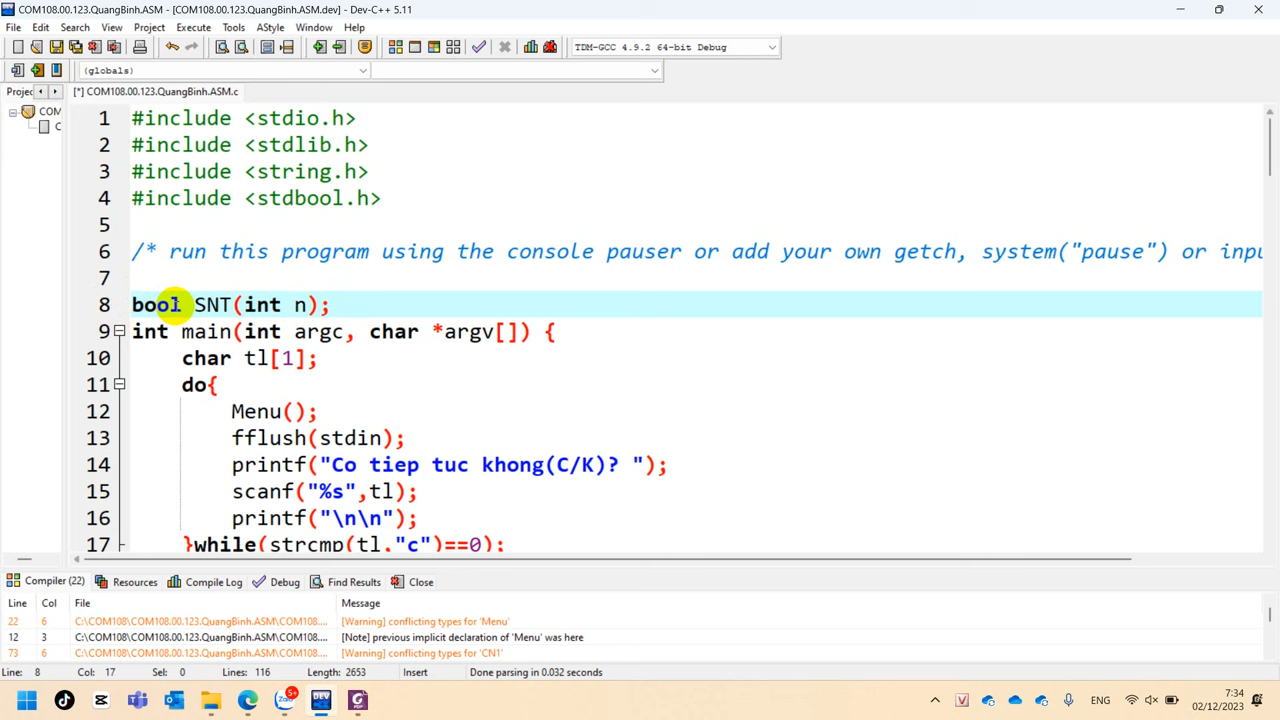 COM108.00.123.QuangBinh.ASM - [COM108.00.123.QuangBinh.ASM.dev] - Dev-C++ 5.11
File Edit Search View Project Execute Tools AStyle Window Help
TDM-GCC 4.9.2 64-bit Debug
(globals)
Projec
[*] COM108.00.123.QuangBinh.ASM.c
COM
C
1 #include <stdio.h>
2 #include <stdlib.h>
3 #include <string.h>
4 #include <stdbool.h>
5
6 /* run this program using the console pauser or add your own getch, system("pause") or inpu
7
8 bool SNT(int n);
9 int main(int argc, char *argv[]) {
10 char tl[1];
11 do{
12 Menu();
13 fflush(stdin);
14 printf("Co tiep tuc khong(C/K)? ");
15 scanf("%s",tl);
16 printf("\n\n");
17 }while(strcmp(tl,"c")==0);
Compiler (22) Resources Compile Log Debug Find Results Close
Line Col File Message
22 6 C:\COM108\COM108.00.123.QuangBinh.ASM\COM108.... [Warning] conflicting types for 'Menu'
12 3 C:\COM108\COM108.00.123.QuangBinh.ASM\COM108.... [Note] previous implicit declaration of 'Menu' was here
73 6 C:\COM108\COM108.00.123.QuangBinh.ASM\COM108.... [Warning] conflicting types for 'CN1'
Line: 8 Col: 17 Sel: 0 Lines: 116 Length: 2653 Insert Done parsing in 0.032 seconds
5+
DEV
PDF
V
ENG
7:34
02/12/2023